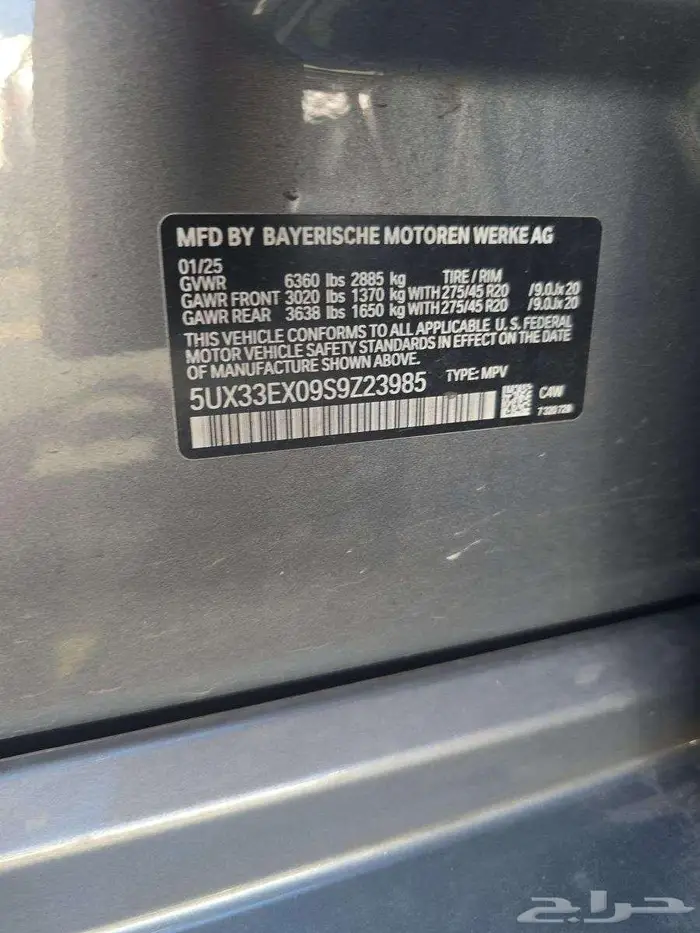 MFD BY BAYERISCHE MOTOREN WERKE AG
01/25
GVWR 6360 lbs 2885 kg TIRE / RIM
GAWR FRONT 3020 lbs 1370 kg WITH 275/45 R20 /9.0Jx20
GAWR REAR 3638 lbs 1650 kg WITH 275/45 R20 /9.0Jx20
THIS VEHICLE CONFORMS TO ALL APPLICABLE U.S. FEDERAL
MOTOR VEHICLE SAFETY STANDARDS IN EFFECT ON THE DATE
OF MANUFACTURE SHOWN ABOVE.
5UX33EX09S9Z23985 TYPE: MPV
C4W
حراج